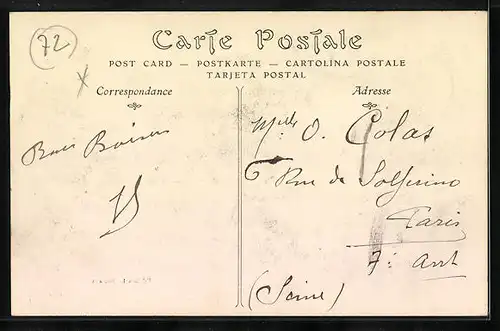 72
Carte Postale
POST CARD — POSTKARTE — CARTOLINA POSTALE
TARJETA POSTAL
Correspondance
Adresse
Bons Baisers
Mlle O. Colas
6 Rue de Solferino
Paris
7e Arrt
(Seine)